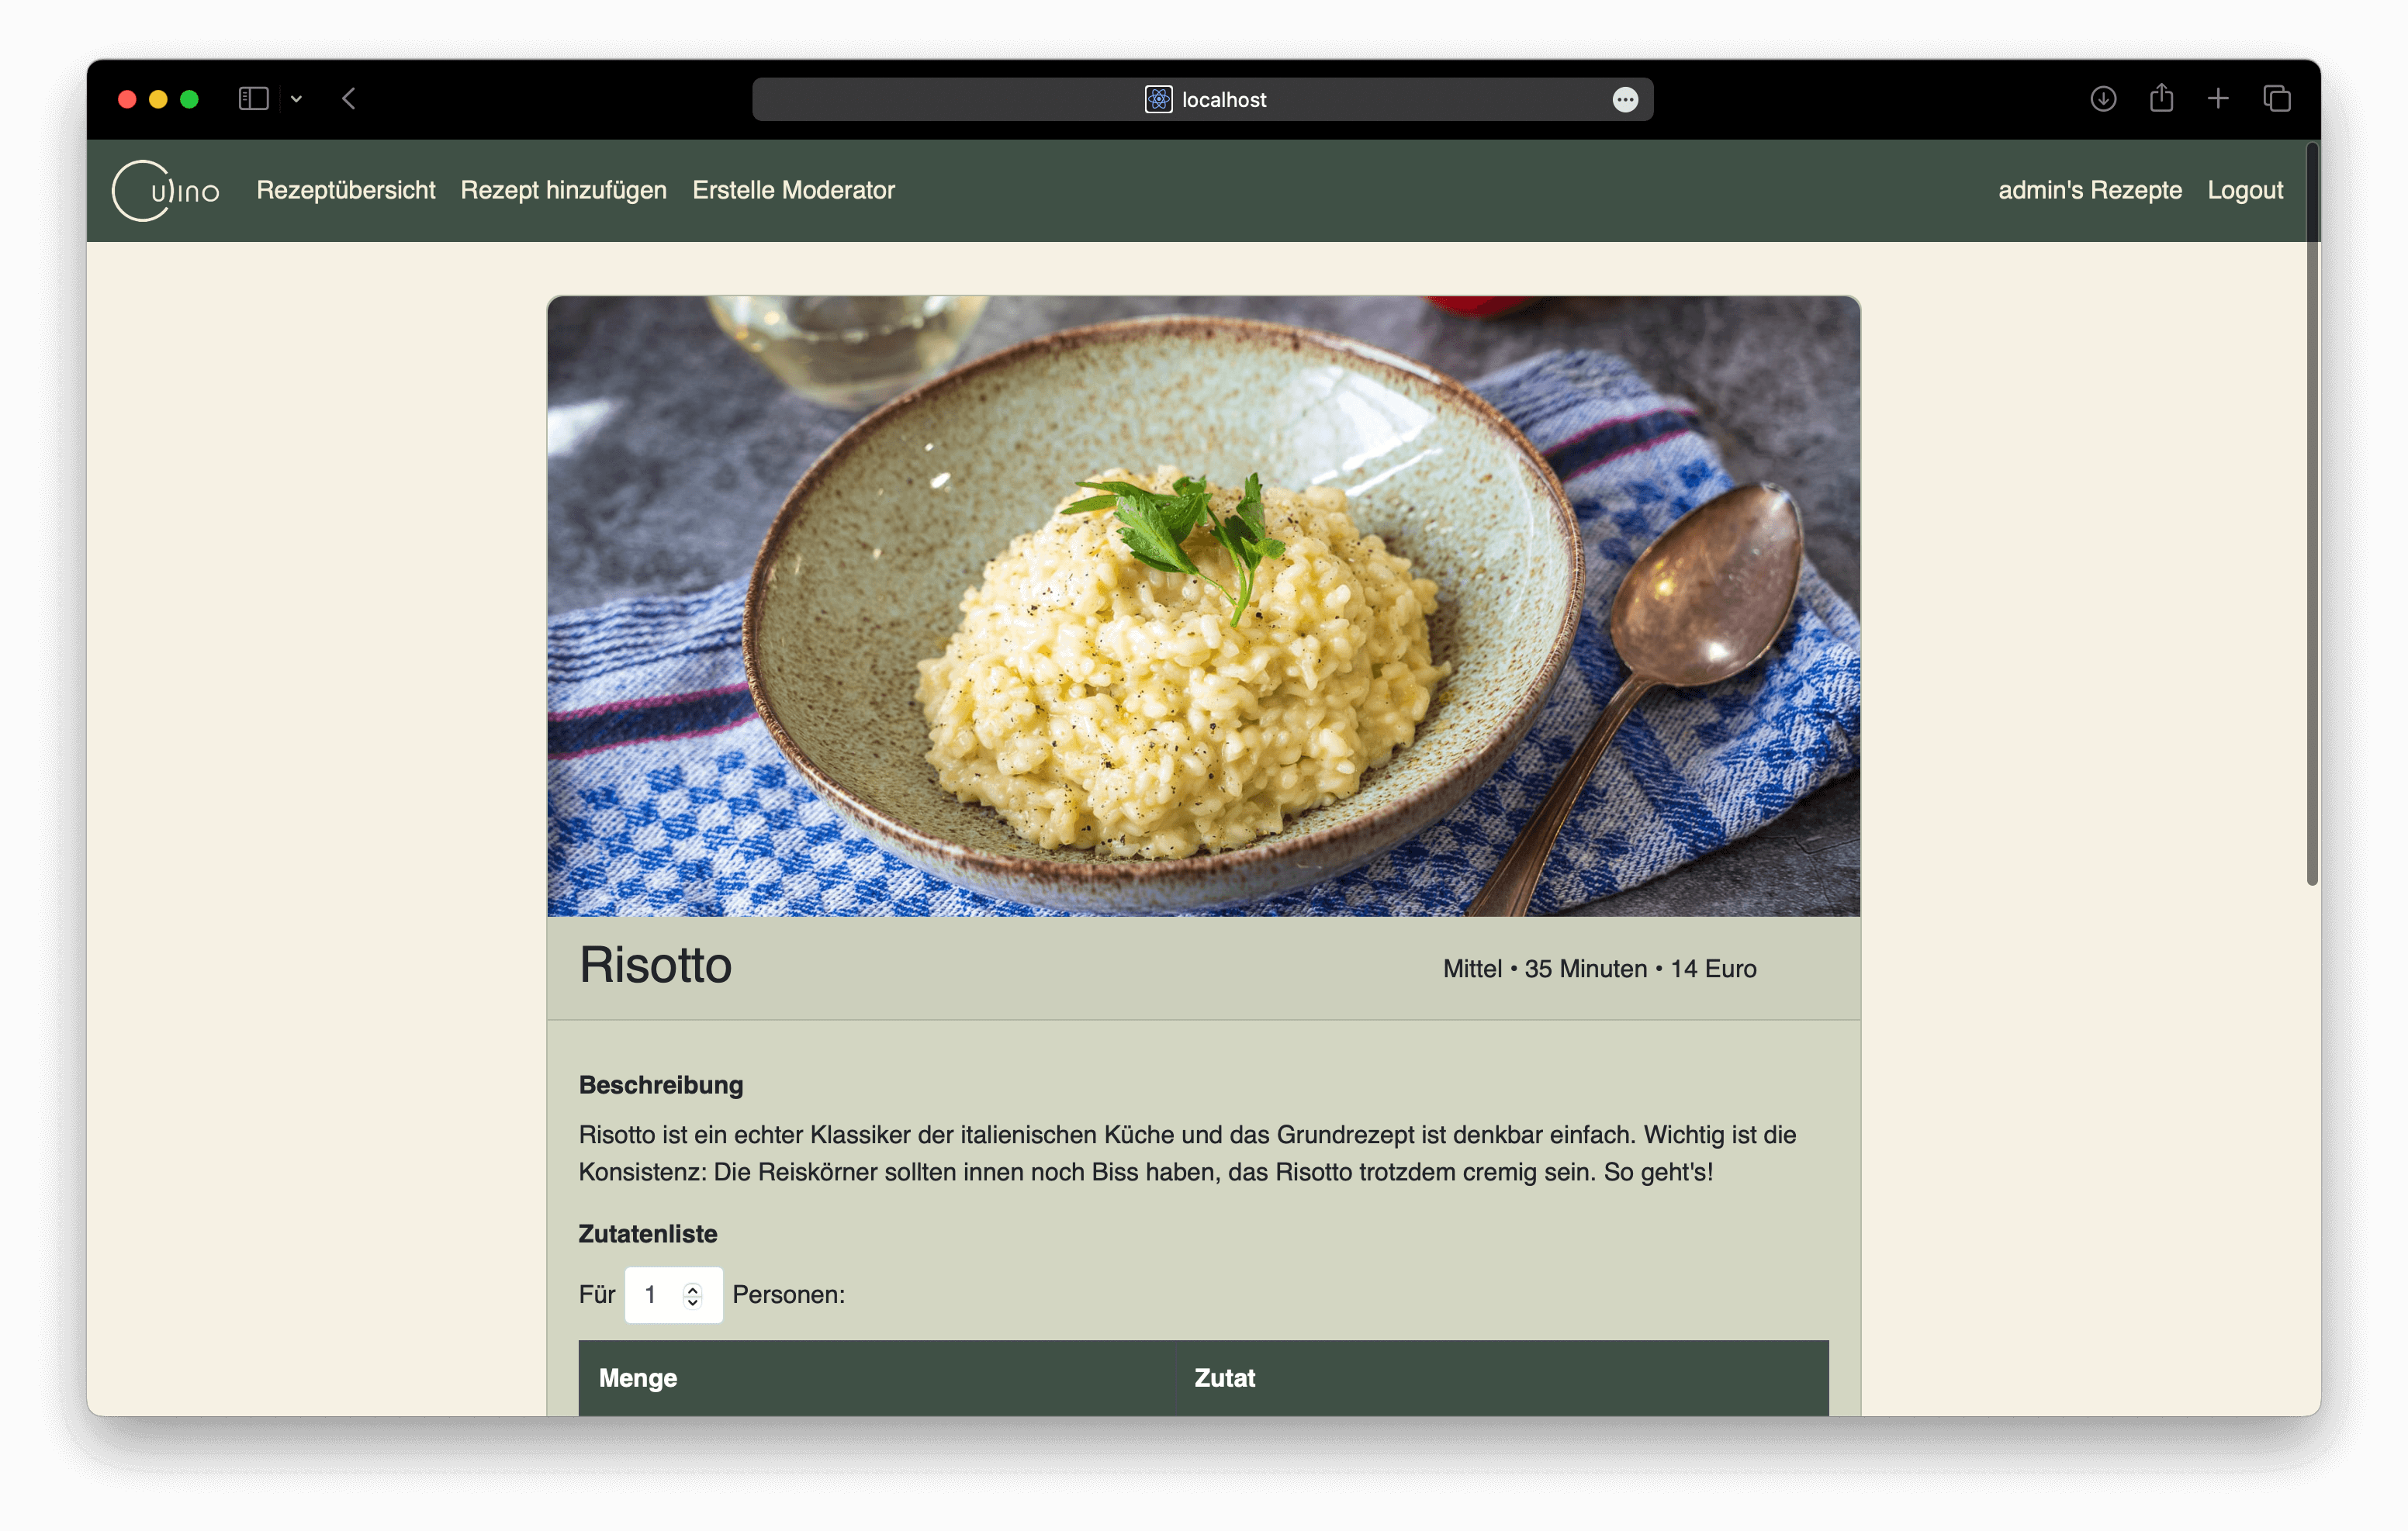 localhost
Culino Rezeptübersicht Rezept hinzufügen Erstelle Moderator admin's Rezepte Logout
Risotto Mittel • 35 Minuten • 14 Euro
Beschreibung
Risotto ist ein echter Klassiker der italienischen Küche und das Grundrezept ist denkbar einfach. Wichtig ist die
Konsistenz: Die Reiskörner sollten innen noch Biss haben, das Risotto trotzdem cremig sein. So geht's!
Zutatenliste
Für 1 Personen:
Menge Zutat